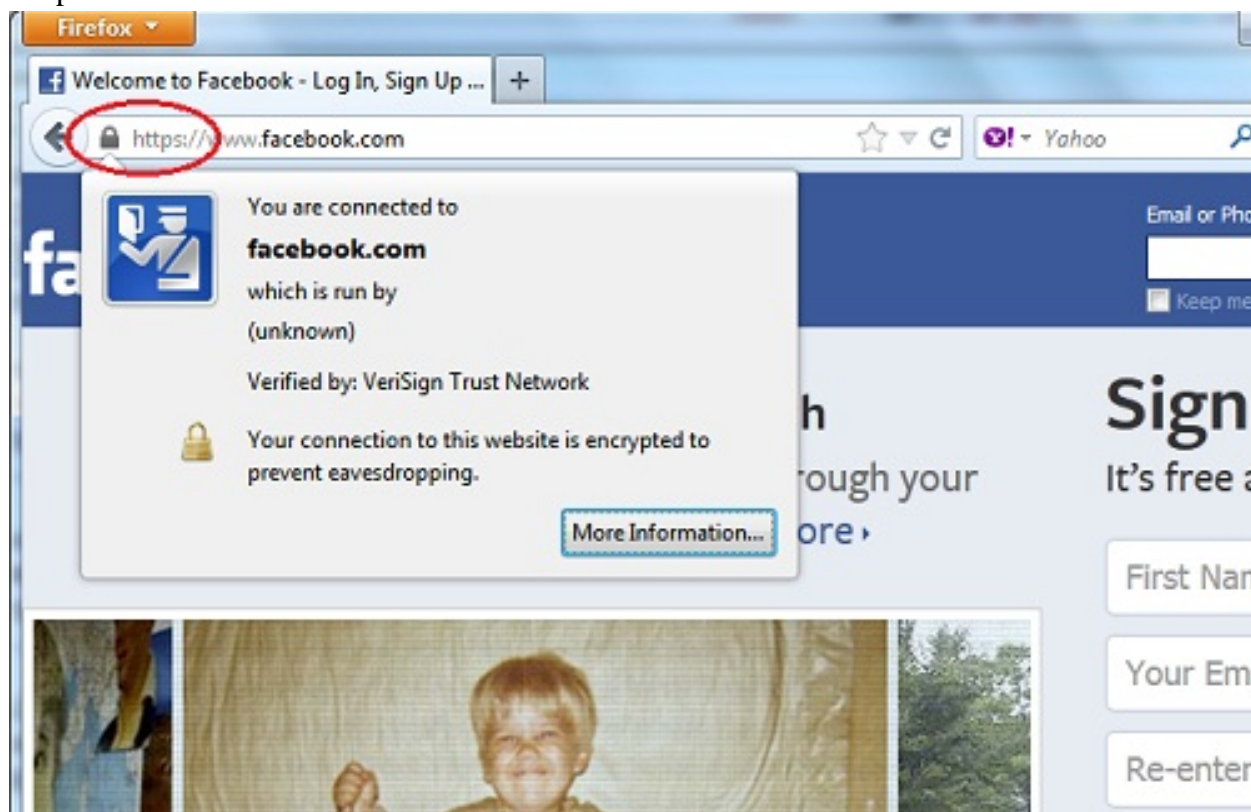 Firefox
Welcome to Facebook - Log In, Sign Up ...
https://www.facebook.com
Yahoo
You are connected to
facebook.com
which is run by
(unknown)
Verified by: VeriSign Trust Network
Your connection to this website is encrypted to
prevent eavesdropping.
More Information...
fa
Email or Pho
Keep me
h
rough your
ore
Sign
It's free a
First Nar
Your Em
Re-enter